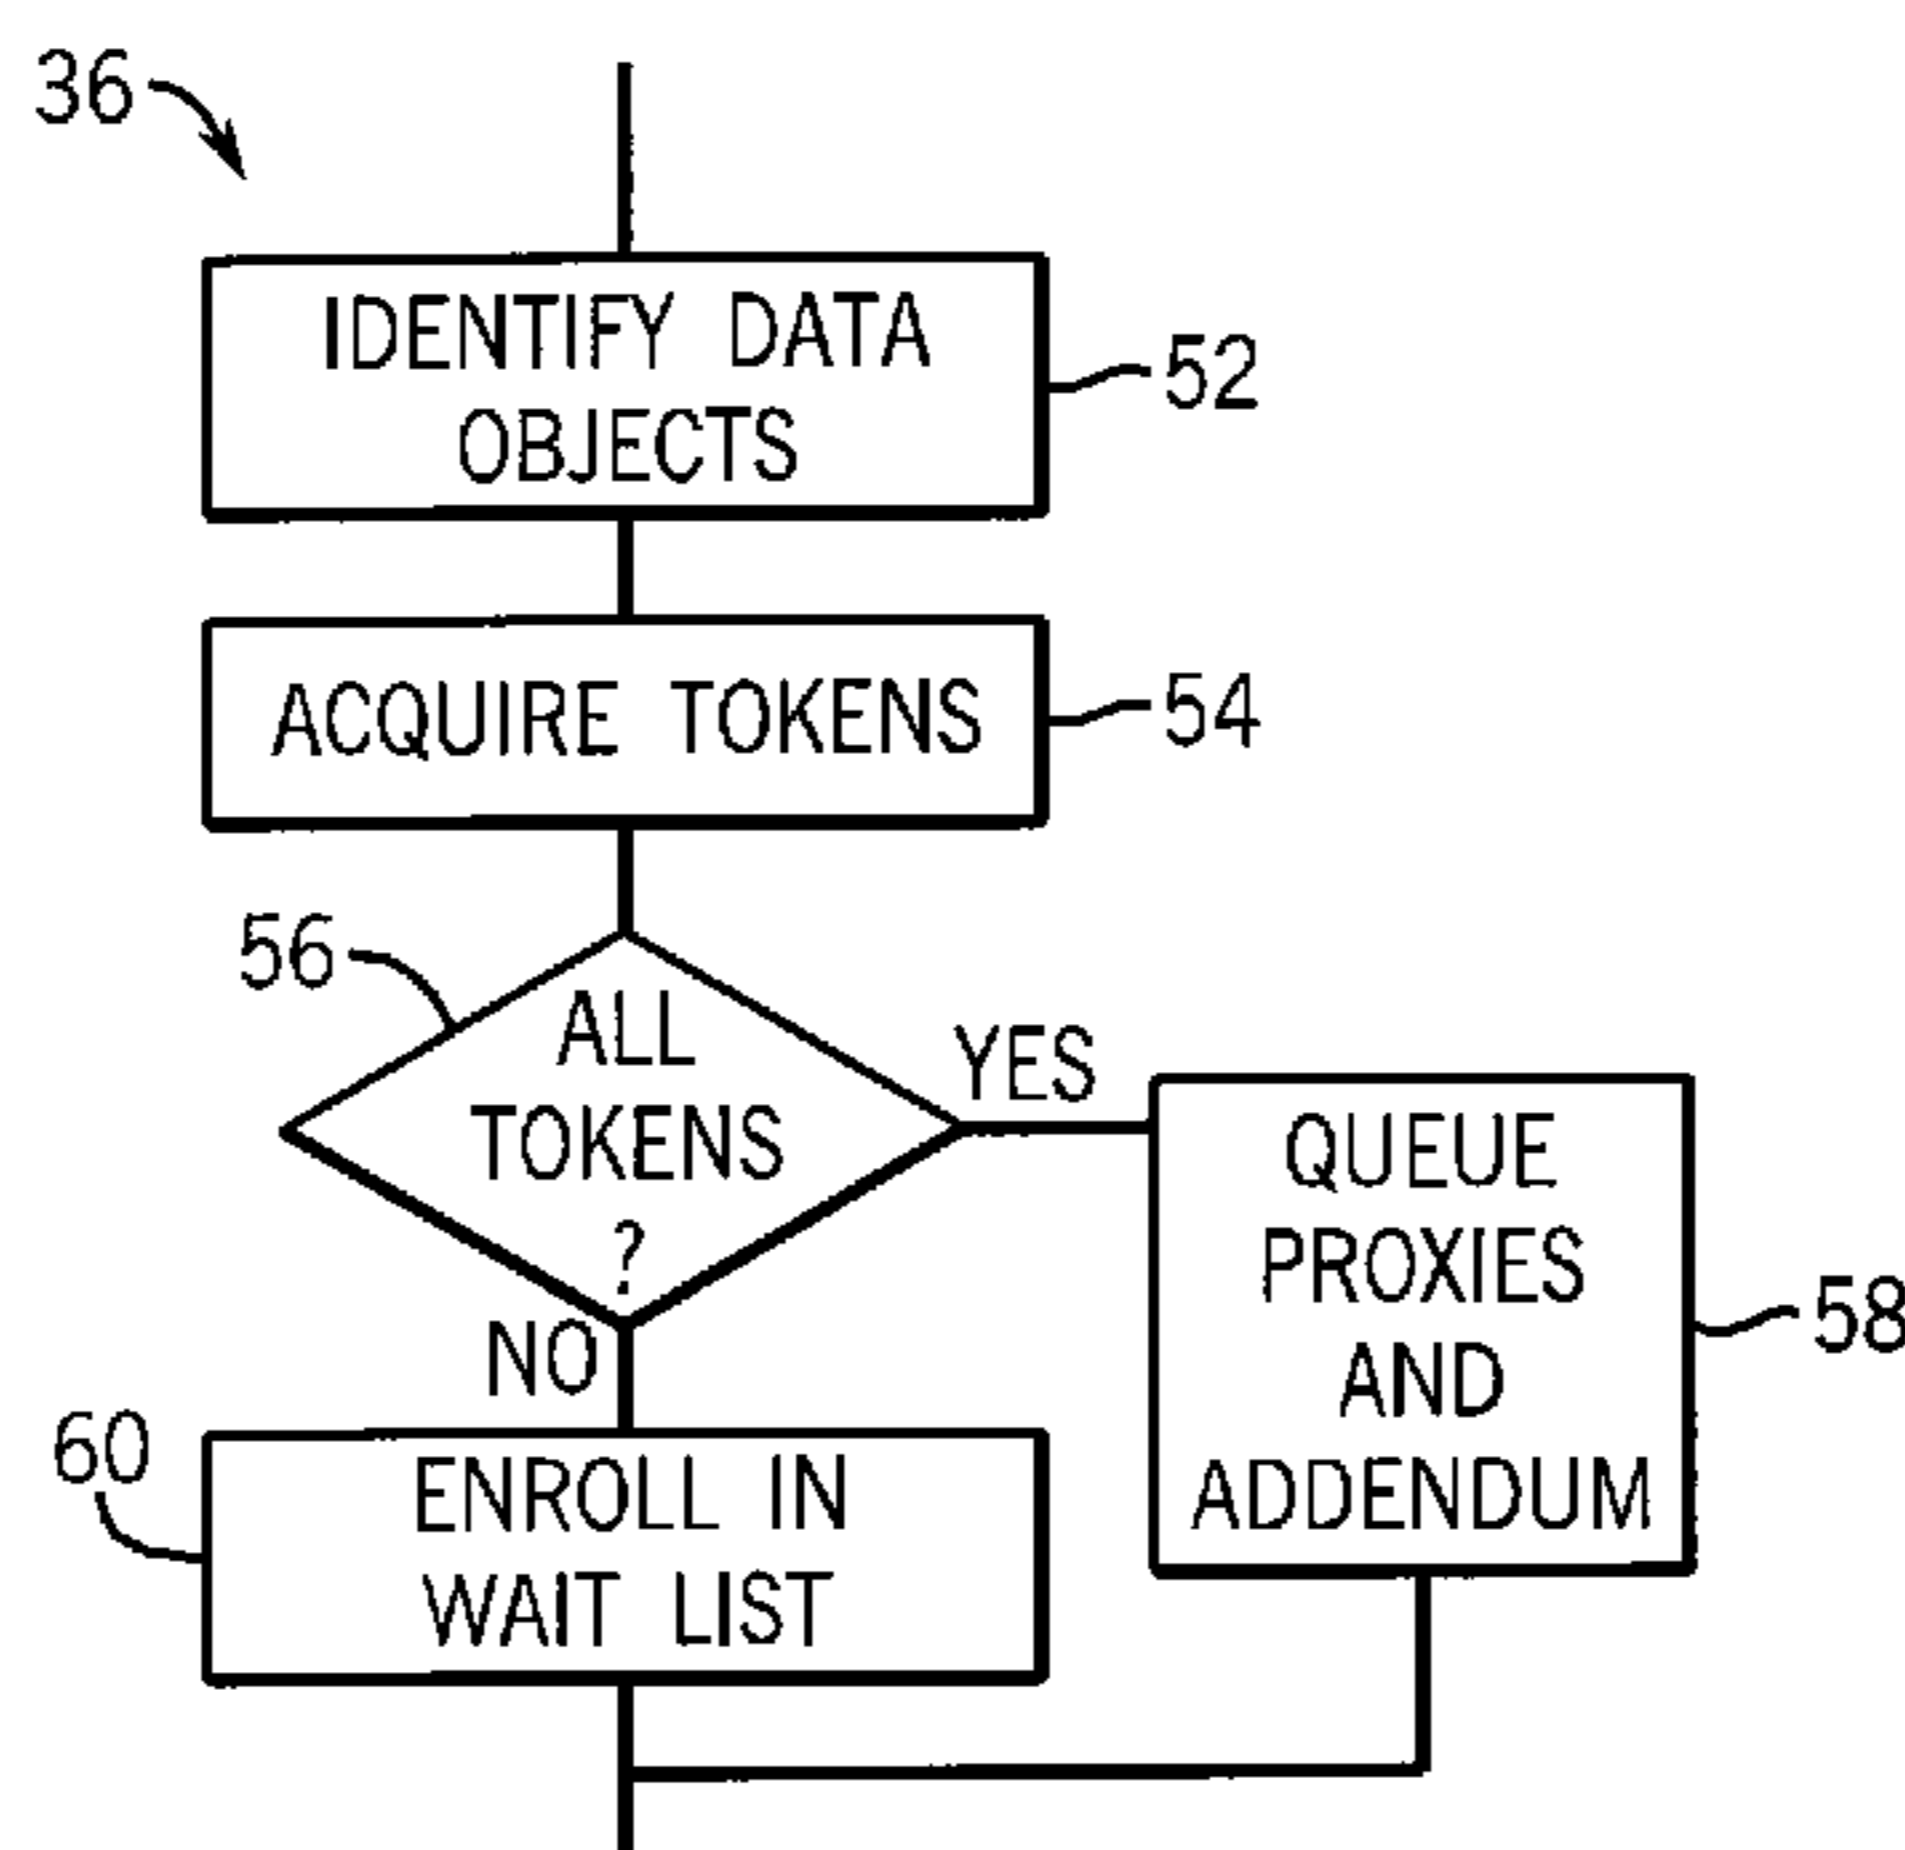 36
IDENTIFY DATA
OBJECTS
52
ACQUIRE TOKENS
54
56
ALL
TOKENS
?
YES
NO
QUEUE
PROXIES
AND
ADDENDUM
58
60
ENROLL IN
WAIT LIST